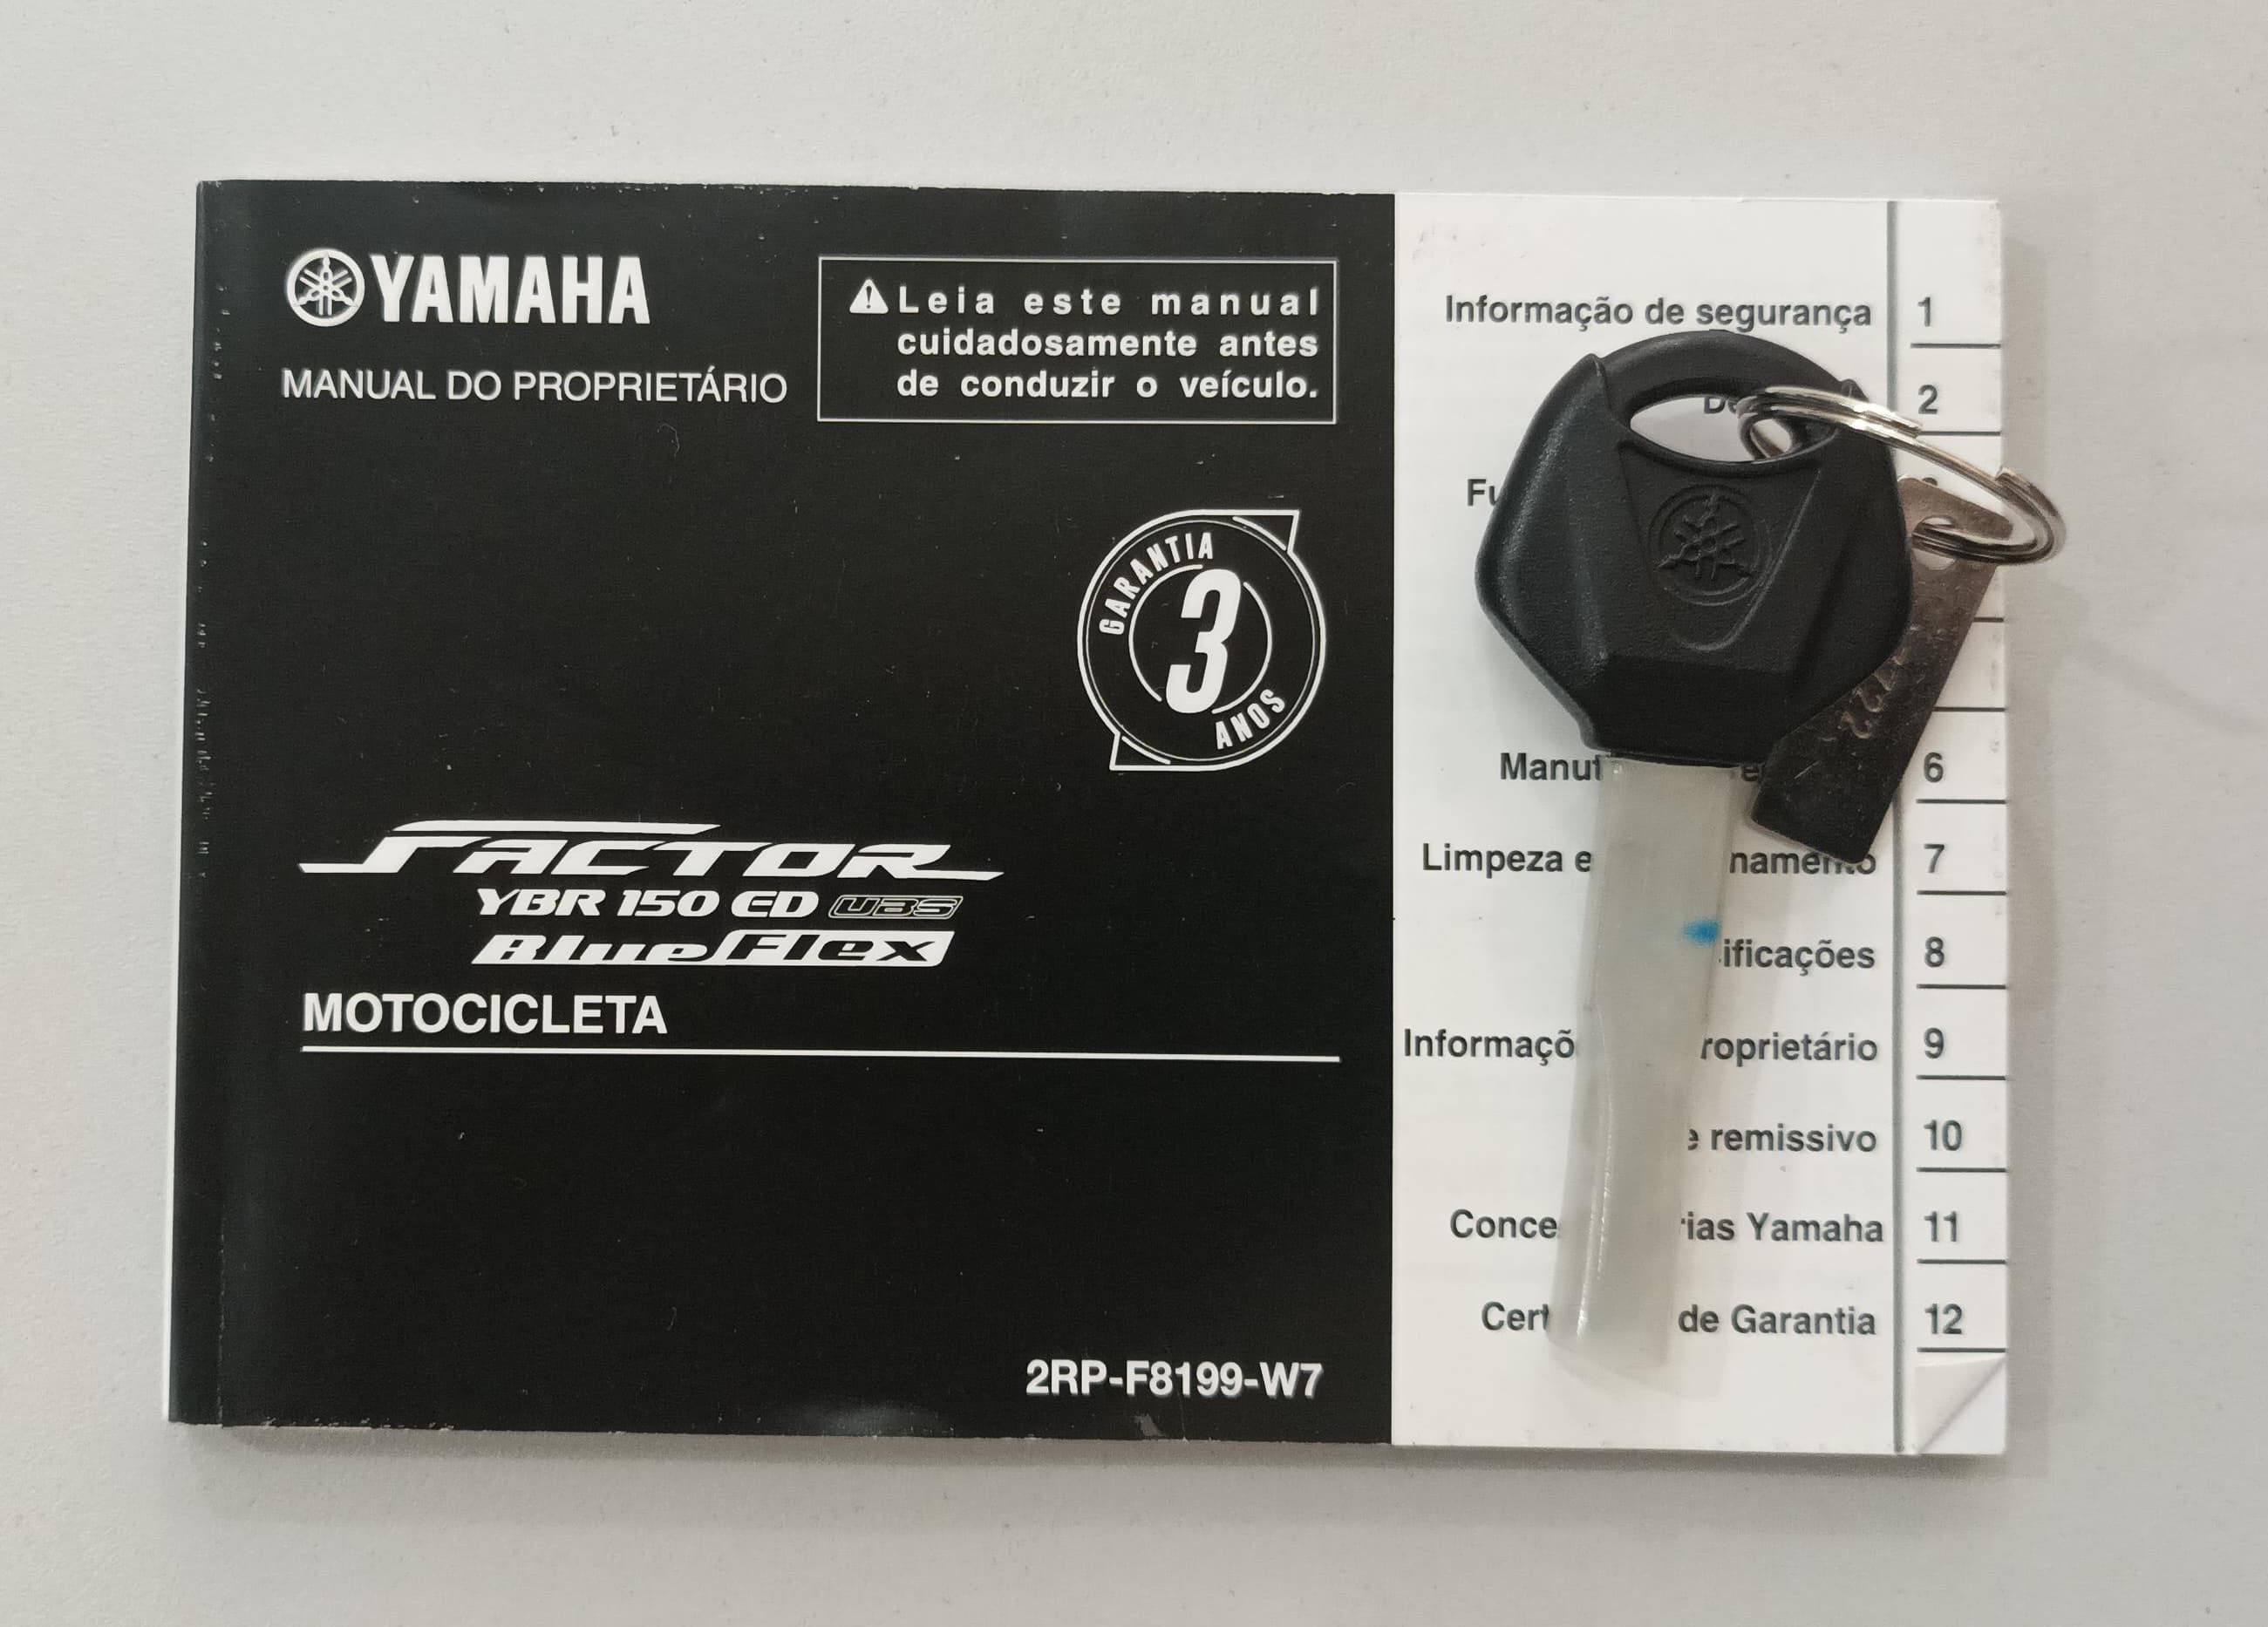 YAMAHA
MANUAL DO PROPRIETÁRIO
Leia este manual
cuidadosamente antes
de conduzir o veículo.
GARANTIA
3
ANOS
FACTOR
YBR 150 ED UBS
BlueFlex
MOTOCICLETA
2RP-F8199-W7
Informação de segurança 1
2
6
Limpeza e 7
8
9
remissivo 10
Yamaha 11
de Garantia 12